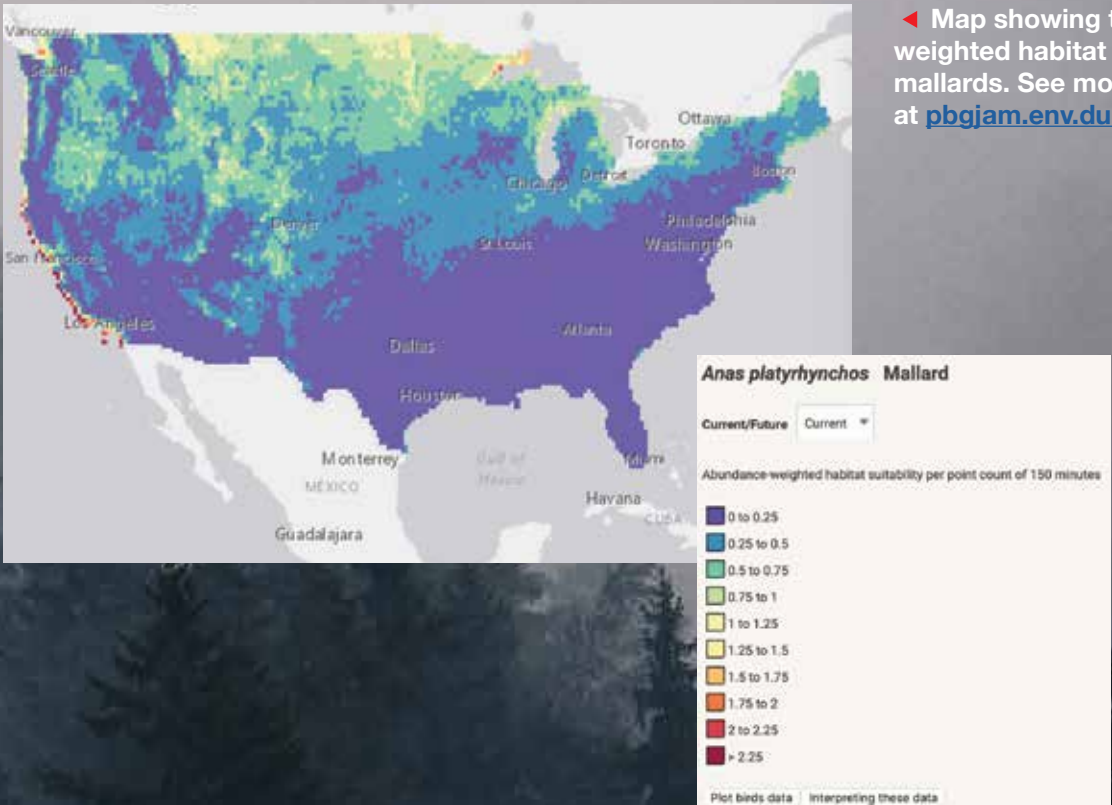 Vancouver
Seattle
Ottawa
Toronto
Chicago
Detroit
Boston
Denver
Philadelphia
St. Louis
Washington
San Francisco
Los Angeles
Atlanta
Dallas
Houston
Monterrey
Gulf of
Mexico
Miami
MÉXICO
Havana
CUBA
Guadalajara
◄ Map showing
weighted habitat
mallards. See
at pbgjam.env.
Anas platyrhynchos Mallard
Current/Future Current
Abundance-weighted habitat suitability per point count of 150 minutes
0 to 0.25
0.25 to 0.5
0.5 to 0.75
0.75 to 1
1 to 1.25
1.25 to 1.5
1.5 to 1.75
1.75 to 2
2 to 2.25
> 2.25
Plot birds data Interpreting these data